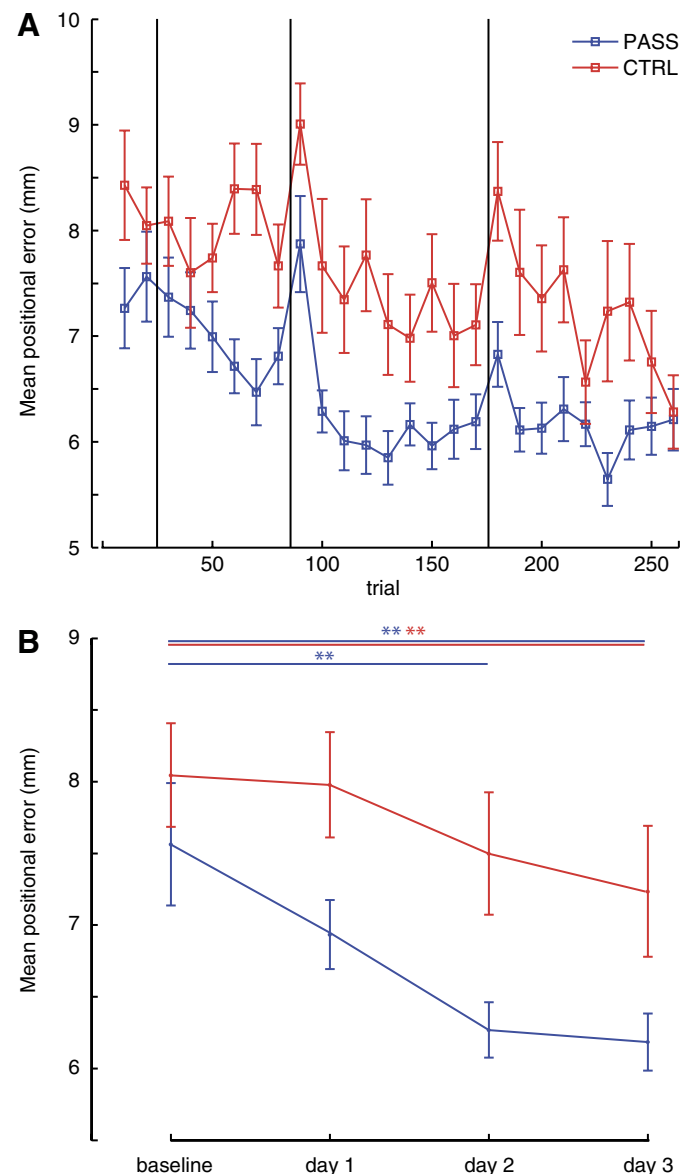 A
10
PASS
CTRL
9
8
7
6
5
Mean positional error (mm)
50 100 150 200 250
trial
B
** **
**
9
8
7
6
Mean positional error (mm)
baseline day 1 day 2 day 3